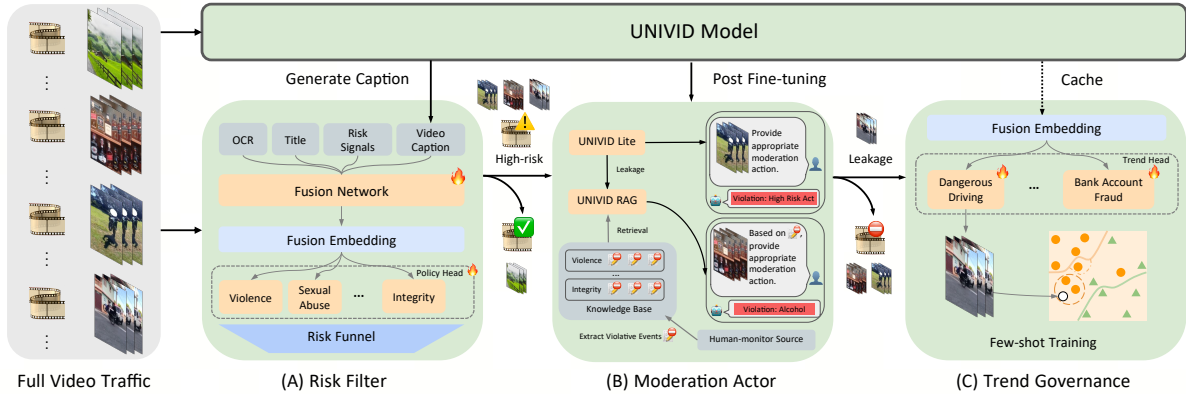 UNIVID Model
Generate Caption
Post Fine-tuning
Cache
OCR
Title
Risk
Signals
Video
Caption
Fusion Network
Fusion Embedding
Policy Head
Violence
Sexual
Abuse
...
Integrity
Risk Funnel
High-risk
UNIVID Lite
Leakage
UNIVID RAG
Retrieval
Violence
...
Integrity
Knowledge Base
Extract Violative Events
Human-monitor Source
Provide
appropriate
moderation
action.
Violation: High Risk Act
Based on ,
provide
appropriate
moderation
action.
Violation: Alcohol
Leakage
Fusion Embedding
Trend Head
Dangerous
Driving
...
Bank Account
Fraud
Few-shot Training
Full Video Traffic
(A) Risk Filter
(B) Moderation Actor
(C) Trend Governance